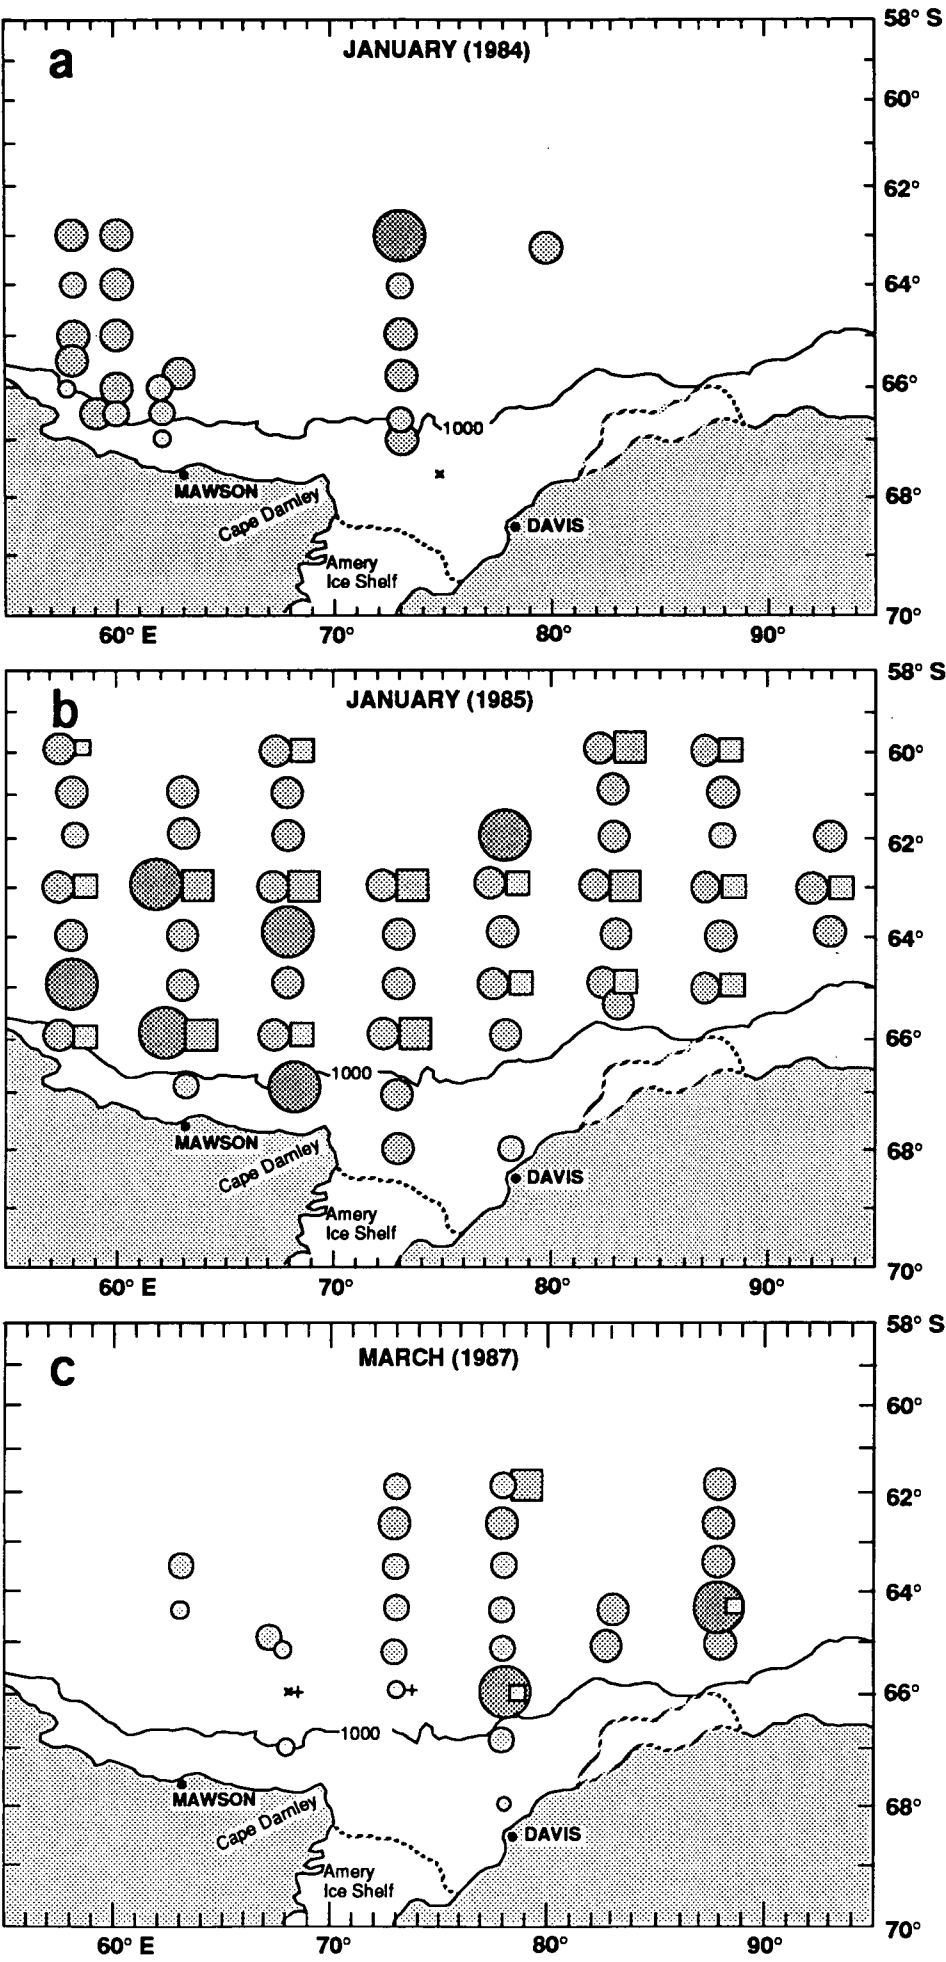 58° S
a
JANUARY (1984)
60°
62°
64°
66°
1000
MAWSON
Cape Darnley
68°
DAVIS
Amery
Ice Shelf
70°
60° E
70°
80°
90°
58° S
b
JANUARY (1985)
60°
62°
64°
66°
1000
MAWSON
Cape Darnley
68°
DAVIS
Amery
Ice Shelf
70°
60° E
70°
80°
90°
58° S
c
MARCH (1987)
60°
62°
64°
66°
1000
MAWSON
Cape Darnley
68°
DAVIS
Amery
Ice Shelf
70°
60° E
70°
80°
90°